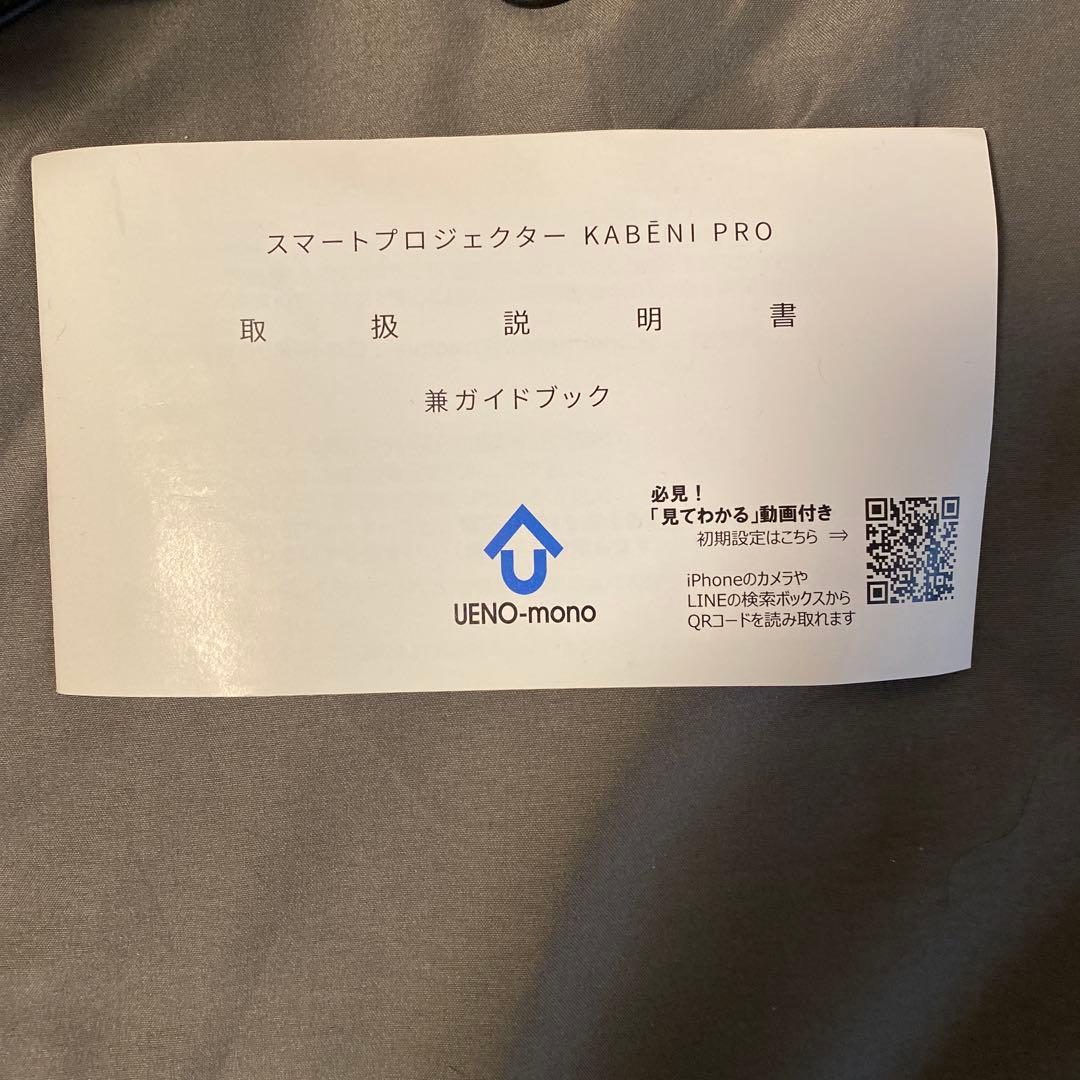 スマートプロジェクター KABĒNI PRO
取扱説明書
兼ガイドブック
必見！
「見てわかる」動画付き
初期設定はこちら ⇒
iPhoneのカメラや
LINEの検索ボックスから
QRコードを読み取れます
UENO-mono